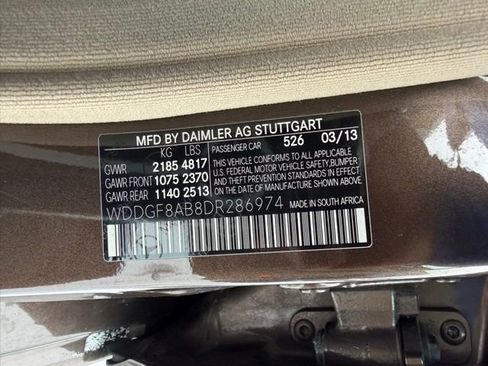 MFD BY DAIMLER AG STUTTGART
KG LBS PASSENGER CAR 526 03/13
GVWR 2185 4817 THIS VEHICLE CONFORMS TO ALL APPLICABLE
GAWR FRONT 1075 2370 U.S. FEDERAL MOTOR VEHICLE SAFETY, BUMPER,
GAWR REAR 1140 2513 AND THEFT PREVENTION STANDARDS IN EFFECT
ON THE DATE OF MANUFACTURE SHOWN ABOVE.
WDDGF8AB8DR286974 MADE IN SOUTH AFRICA